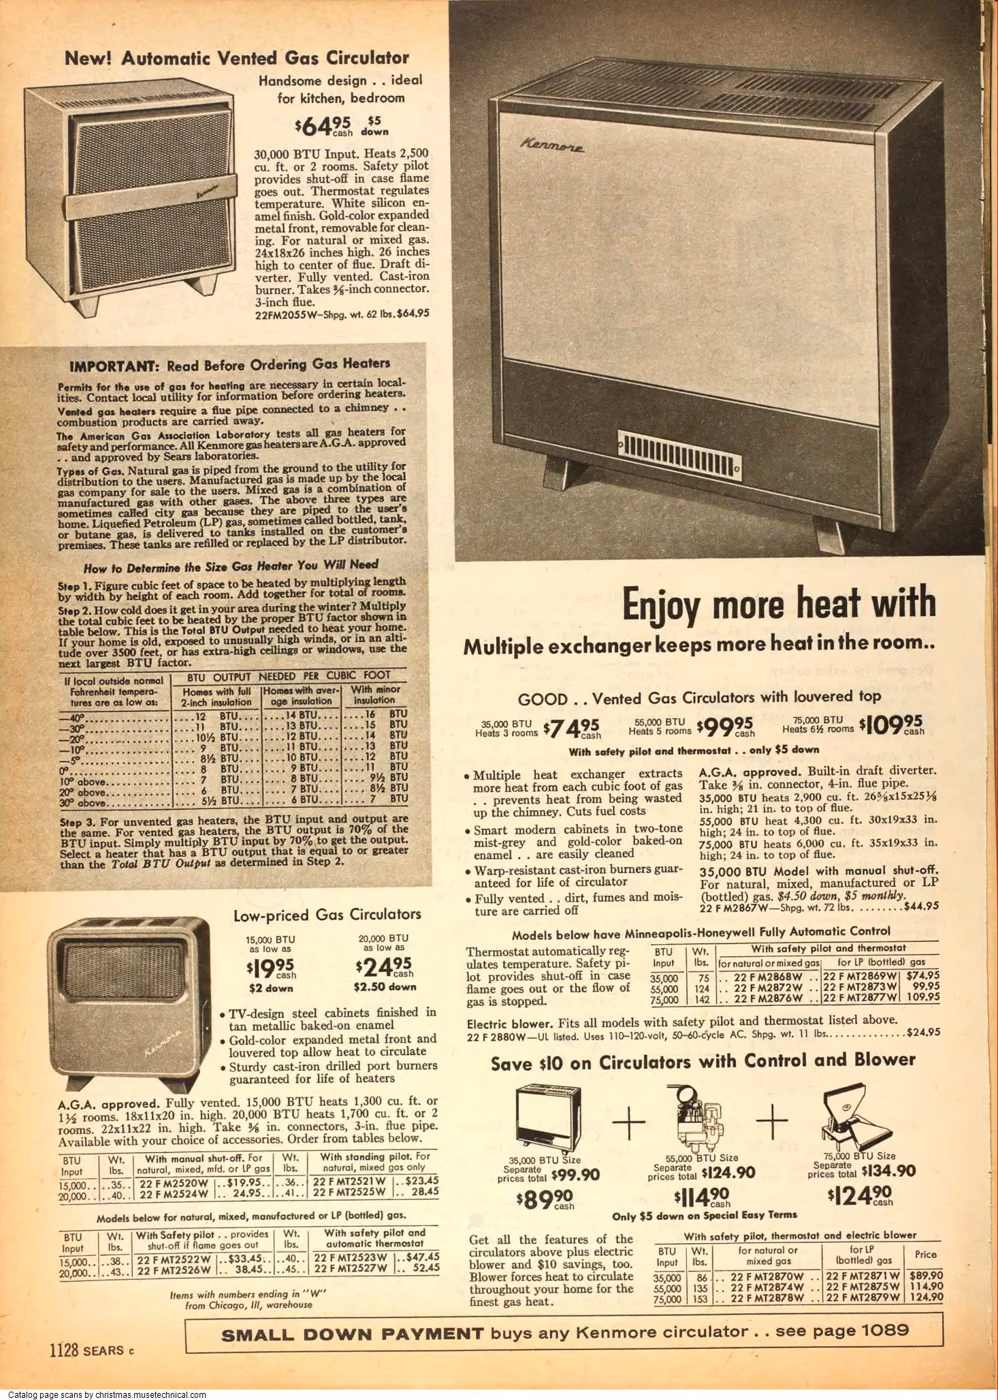 New! Automatic Vented Gas Circulator
Handsome design . . ideal
for kitchen, bedroom
$64.95 cash $5 down
30,000 BTU Input. Heats 2,500
cu. ft. or 2 rooms. Safety pilot
provides shut-off in case flame
goes out. Thermostat regulates
temperature. White silicon en-
amel finish. Gold-color expanded
metal front, removable for clean-
ing. For natural or mixed gas.
24x18x26 inches high. 26 inches
high to center of flue. Draft di-
verter. Fully vented. Cast-iron
burner. Takes ⅜-inch connector.
3-inch flue.
22FM2055W—Shpg. wt. 62 lbs. $64.95
Kenmore
Kenmore
IMPORTANT: Read Before Ordering Gas Heaters
Permits for the use of gas for heating are necessary in certain local-
ities. Contact local utility for information before ordering heaters.
Vented gas heaters require a flue pipe connected to a chimney . .
combustion products are carried away.
The American Gas Association Laboratory tests all gas heaters for
safety and performance. All Kenmore gas heaters are A.G.A. approved
. . and approved by Sears laboratories.
Types of Gas. Natural gas is piped from the ground to the utility for
distribution to the users. Manufactured gas is made up by the local
gas company for sale to the users. Mixed gas is a combination of
manufactured gas with other gases. The above three types are
sometimes called city gas because they are piped to the user's
home. Liquefied Petroleum (LP) gas, sometimes called bottled, tank,
or butane gas, is delivered to tanks installed on the customer's
premises. These tanks are refilled or replaced by the LP distributor.
How to Determine the Size Gas Heater You Will Need
Step 1. Figure cubic feet of space to be heated by multiplying length
by width by height of each room. Add together for total of rooms.
Step 2. How cold does it get in your area during the winter? Multiply
the total cubic feet to be heated by the proper BTU factor shown in
table below. This is the Total BTU Output needed to heat your home.
If your home is old, exposed to unusually high winds, or in an alti-
tude over 3500 feet, or has extra-high ceilings or windows, use the
next largest BTU factor.
If local outside normal Fahrenheit tempera-tures are as low as: BTU OUTPUT NEEDED PER CUBIC FOOT
Homes with full 2-inch insulation Homes with aver-age insulation With minor insulation
—40° 12 BTU 14 BTU 16 BTU
—30° 11 BTU 13 BTU 15 BTU
—20° 10½ BTU 12 BTU 14 BTU
—10° 9 BTU 11 BTU 13 BTU
—5° 8½ BTU 10 BTU 12 BTU
0° 8 BTU 9 BTU 11 BTU
10° above 7 BTU 8 BTU 9½ BTU
20° above 6 BTU 7 BTU 8½ BTU
30° above 5½ BTU 6 BTU 7 BTU
Step 3. For unvented gas heaters, the BTU input and output are
the same. For vented gas heaters, the BTU output is 70% of the
BTU input. Simply multiply BTU input by 70% to get the output.
Select a heater that has a BTU output that is equal to or greater
than the Total BTU Output as determined in Step 2.
Low-priced Gas Circulators
15,000 BTU as low as $19.95 cash $2 down
20,000 BTU as low as $24.95 cash $2.50 down
• TV-design steel cabinets finished in
tan metallic baked-on enamel
• Gold-color expanded metal front and
louvered top allow heat to circulate
• Sturdy cast-iron drilled port burners
guaranteed for life of heaters
Kenmore
A.G.A. approved. Fully vented. 15,000 BTU heats 1,300 cu. ft. or
1½ rooms. 18x11x20 in. high. 20,000 BTU heats 1,700 cu. ft. or 2
rooms. 22x11x22 in. high. Take ⅜ in. connectors, 3-in. flue pipe.
Available with your choice of accessories. Order from tables below.
BTU Input Wt. lbs. With manual shut-off. For natural, mixed, mfd. or LP gas Wt. lbs. With standing pilot. For natural, mixed gas only
15,000 35 22 F M2520W $19.95 36 22 F MT2521W $23.45
20,000 40 22 F M2524W 24.95 41 22 F MT2525W 28.45
Models below for natural, mixed, manufactured or LP (bottled) gas.
BTU Input Wt. lbs. With Safety pilot . . provides shut-off if flame goes out Wt. lbs. With safety pilot and automatic thermostat
15,000 38 22 F MT2522W $33.45 40 22 F MT2523W $47.45
20,000 43 22 F MT2526W 38.45 45 22 F MT2527W 52.45
Items with numbers ending in "W"
from Chicago, Ill, warehouse
Enjoy more heat with
Multiple exchanger keeps more heat in the room..
GOOD . . Vented Gas Circulators with louvered top
35,000 BTU Heats 3 rooms $74.95 cash
55,000 BTU Heats 5 rooms $99.95 cash
75,000 BTU Heats 6½ rooms $109.95 cash
With safety pilot and thermostat . . only $5 down
• Multiple heat exchanger extracts
more heat from each cubic foot of gas
. . prevents heat from being wasted
up the chimney. Cuts fuel costs
• Smart modern cabinets in two-tone
mist-grey and gold-color baked-on
enamel . . are easily cleaned
• Warp-resistant cast-iron burners guar-
anteed for life of circulator
• Fully vented . . dirt, fumes and mois-
ture are carried off
A.G.A. approved. Built-in draft diverter.
Take ⅜ in. connector, 4-in. flue pipe.
35,000 BTU heats 2,900 cu. ft. 26⅝x15x25⅛
in. high; 21 in. to top of flue.
55,000 BTU heat 4,300 cu. ft. 30x19x33 in.
high; 24 in. to top of flue.
75,000 BTU heats 6,000 cu. ft. 35x19x33 in.
high; 24 in. to top of flue.
35,000 BTU Model with manual shut-off.
For natural, mixed, manufactured or LP
(bottled) gas. $4.50 down, $5 monthly.
22 F M2867W—Shpg. wt. 72 lbs. $44.95
Models below have Minneapolis-Honeywell Fully Automatic Control
Thermostat automatically reg-
ulates temperature. Safety pi-
lot provides shut-off in case
flame goes out or the flow of
gas is stopped.
BTU Input Wt. lbs. With safety pilot and thermostat
for natural or mixed gas for LP (bottled) gas
35,000 75 22 F M2868W 22 F MT2869W $74.95
55,000 124 22 F M2872W 22 F MT2873W 99.95
75,000 142 22 F M2876W 22 F MT2877W 109.95
Electric blower. Fits all models with safety pilot and thermostat listed above.
22 F 2880W—UL listed. Uses 110-120-volt, 50-60-cycle AC. Shpg. wt. 11 lbs. $24.95
Save $10 on Circulators with Control and Blower
+ +
35,000 BTU Size Separate prices total $99.90 $89.90 cash
55,000 BTU Size Separate prices total $124.90 $114.90 cash
75,000 BTU Size Separate prices total $134.90 $124.90 cash
Only $5 down on Special Easy Terms
Get all the features of the
circulators above plus electric
blower and $10 savings, too.
Blower forces heat to circulate
throughout your home for the
finest gas heat.
With safety pilot, thermostat and electric blower
BTU Input Wt. lbs. for natural or mixed gas for LP (bottled) gas Price
35,000 86 22 F MT2870W 22 F MT2871W $89.90
55,000 135 22 F MT2874W 22 F MT2875W 114.90
75,000 153 22 F MT2878W 22 F MT2879W 124.90
SMALL DOWN PAYMENT buys any Kenmore circulator . . see page 1089
1128 SEARS C
Catalog page scans by christmas.musetechnical.com